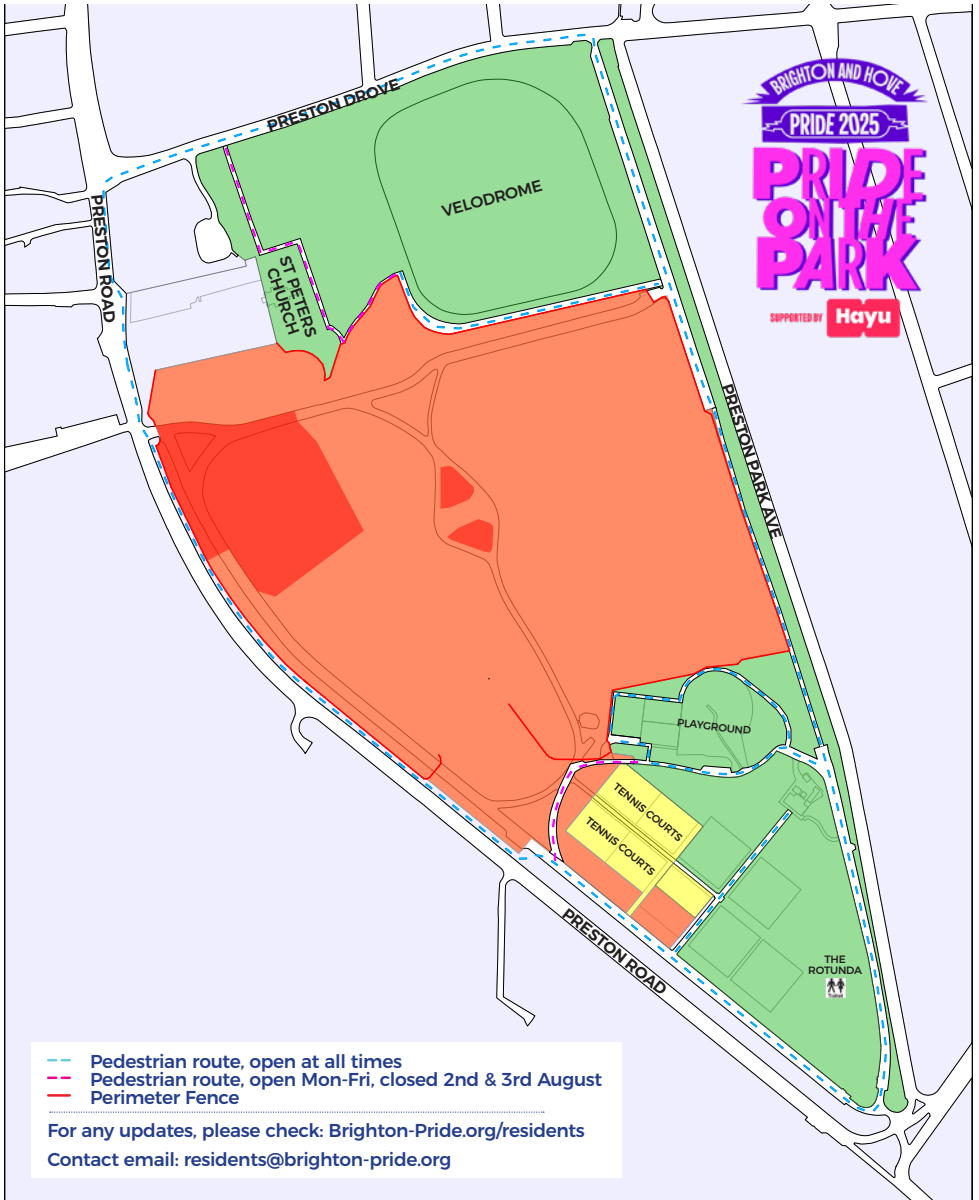 BRIGHTON AND HOVE
PRIDE 2025
PRIDE
ON THE
PARK
SUPPORTED BY Hayu
PRESTON DROVE
VELODROME
PRESTON ROAD
ST PETERS
CHURCH
PRESTON PARK AVE
PLAYGROUND
TENNIS COURTS
TENNIS COURTS
PRESTON ROAD
THE
ROTUNDA
Toilet
Pedestrian route, open at all times
Pedestrian route, open Mon-Fri, closed 2nd & 3rd August
Perimeter Fence
For any updates, please check: Brighton-Pride.org/residents
Contact email: residents@brighton-pride.org